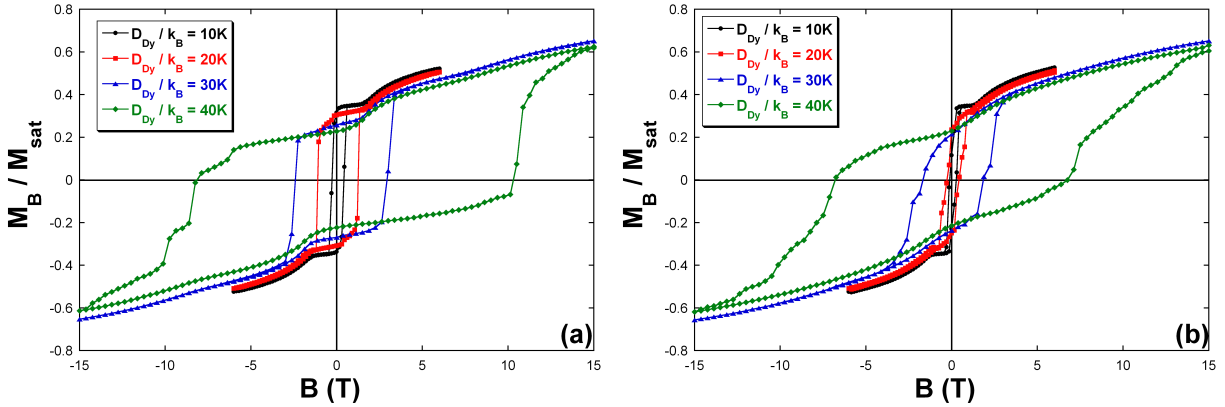 D_Dy / k_B = 10K
D_Dy / k_B = 20K
D_Dy / k_B = 30K
D_Dy / k_B = 40K
0.8
0.6
0.4
0.2
0
-0.2
-0.4
-0.6
-0.8
M_B / M_sat
-15
-10
-5
0
5
10
15
B (T)
(a)
D_Dy / k_B = 10K
D_Dy / k_B = 20K
D_Dy / k_B = 30K
D_Dy / k_B = 40K
0.8
0.6
0.4
0.2
0
-0.2
-0.4
-0.6
-0.8
M_B / M_sat
-15
-10
-5
0
5
10
15
B (T)
(b)